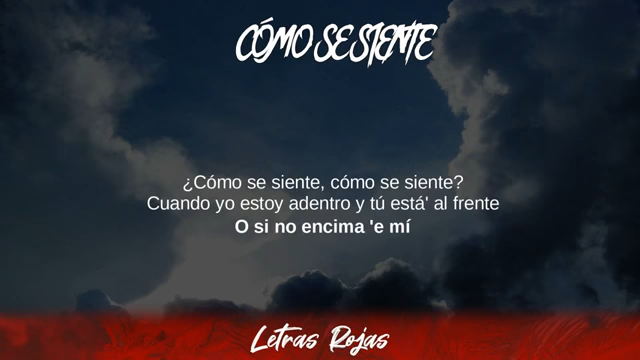 CÓMO SE SIENTE
¿Cómo se siente, cómo se siente?
Cuando yo estoy adentro y tú está' al frente
O si no encima 'e mí
Letras Rojas